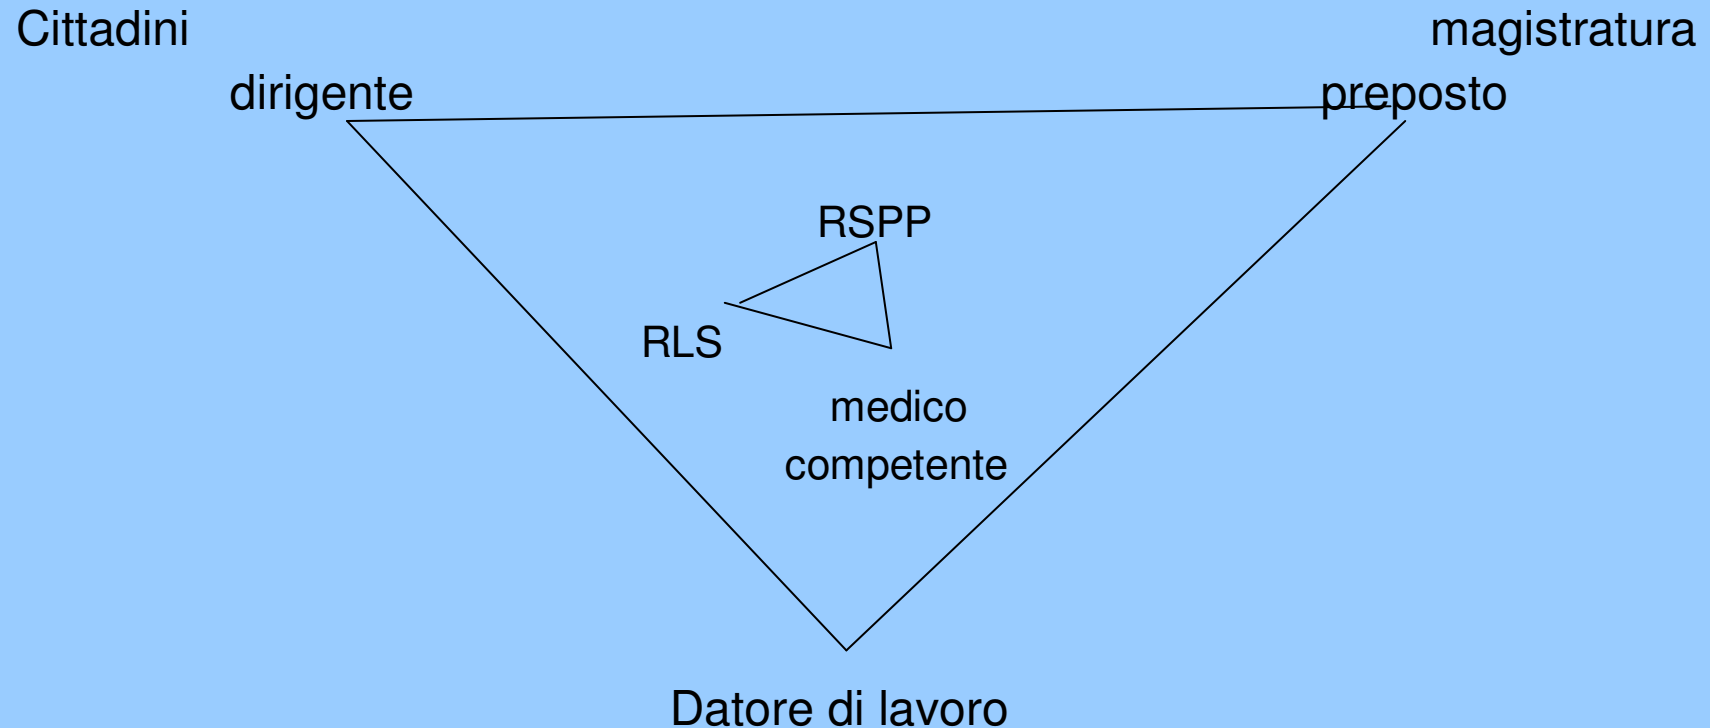 Cittadini
magistratura
dirigente
preposto
RSPP
RLS
medico
competente
Datore di lavoro